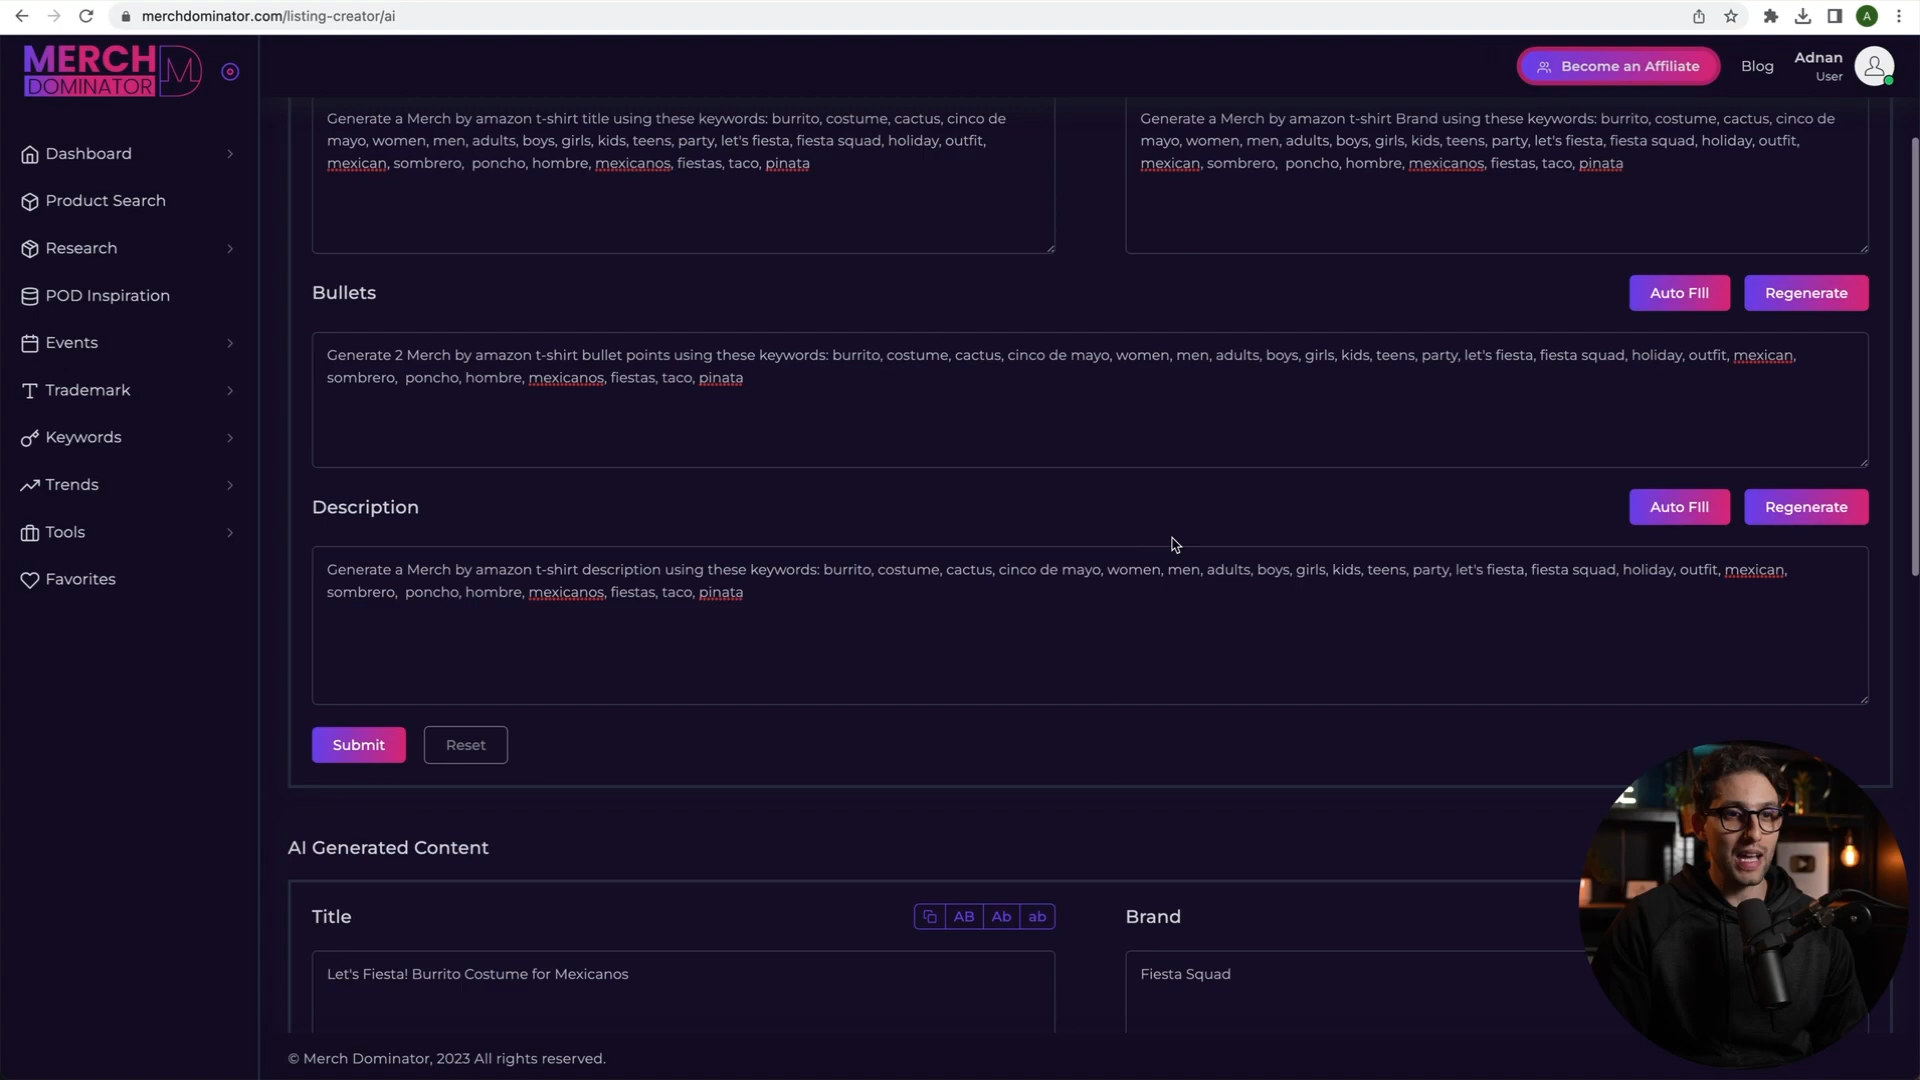 merchdominator.com/listing-creator/ai
A
MERCH
DOMINATOR
Become an Affiliate
Blog
Adnan
User
Dashboard
Product Search
Research
POD Inspiration
Events
Trademark
Keywords
Trends
Tools
Favorites
Generate a Merch by amazon t-shirt title using these keywords: burrito, costume, cactus, cinco de
mayo, women, men, adults, boys, girls, kids, teens, party, let's fiesta, fiesta squad, holiday, outfit,
mexican, sombrero,  poncho, hombre, mexicanos, fiestas, taco, pinata
Generate a Merch by amazon t-shirt Brand using these keywords: burrito, costume, cactus, cinco de
mayo, women, men, adults, boys, girls, kids, teens, party, let's fiesta, fiesta squad, holiday, outfit,
mexican, sombrero,  poncho, hombre, mexicanos, fiestas, taco, pinata
Bullets
Auto FIll
Regenerate
Generate 2 Merch by amazon t-shirt bullet points using these keywords: burrito, costume, cactus, cinco de mayo, women, men, adults, boys, girls, kids, teens, party, let's fiesta, fiesta squad, holiday, outfit, mexican,
sombrero,  poncho, hombre, mexicanos, fiestas, taco, pinata
Description
Auto FIll
Regenerate
Generate a Merch by amazon t-shirt description using these keywords: burrito, costume, cactus, cinco de mayo, women, men, adults, boys, girls, kids, teens, party, let's fiesta, fiesta squad, holiday, outfit, mexican,
sombrero,  poncho, hombre, mexicanos, fiestas, taco, pinata
Submit
Reset
AI Generated Content
Title
AB
Ab
ab
Brand
Let's Fiesta! Burrito Costume for Mexicanos
Fiesta Squad
© Merch Dominator, 2023 All rights reserved.